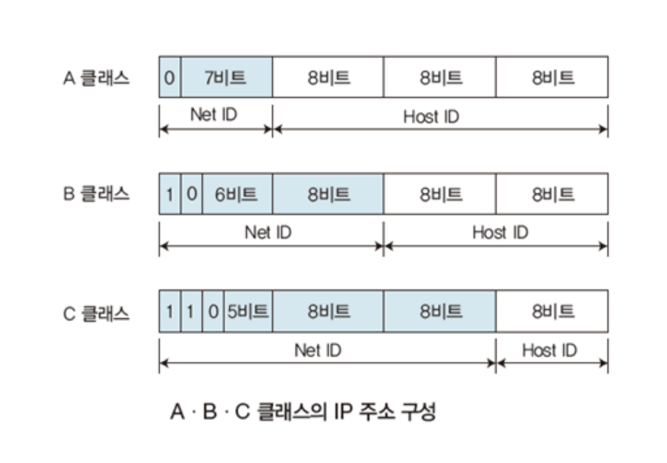 A 클래스 0 7비트 8비트 8비트 8비트
Net ID Host ID
B 클래스 1 0 6비트 8비트 8비트 8비트
Net ID Host ID
C 클래스 1 1 0 5비트 8비트 8비트 8비트
Net ID Host ID
A · B · C 클래스의 IP 주소 구성